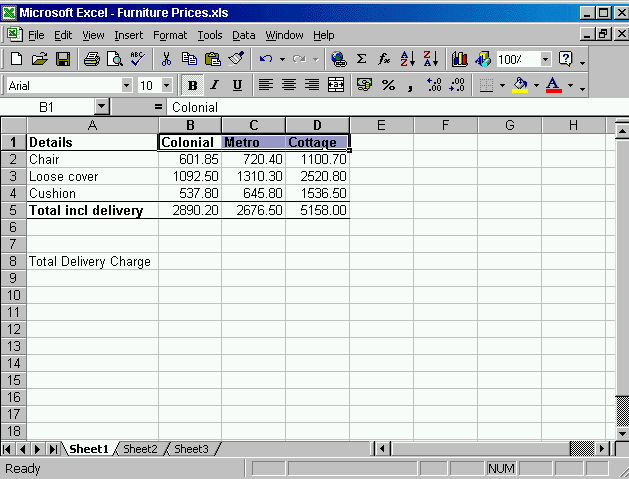 Microsoft Excel - Furniture Prices.xls
File Edit View Insert Format Tools Data Window Help
100%
Arial 10 B I U
B1 = Colonial
A B C D E F G H
1 Details Colonial Metro Cottage
2 Chair 601.85 720.40 1100.70
3 Loose cover 1092.50 1310.30 2520.80
4 Cushion 537.80 645.80 1536.50
5 Total incl delivery 2890.20 2676.50 5158.00
6
7
8 Total Delivery Charge
9
10
11
12
13
14
15
16
17
18
Sheet1 Sheet2 Sheet3
Ready NUM